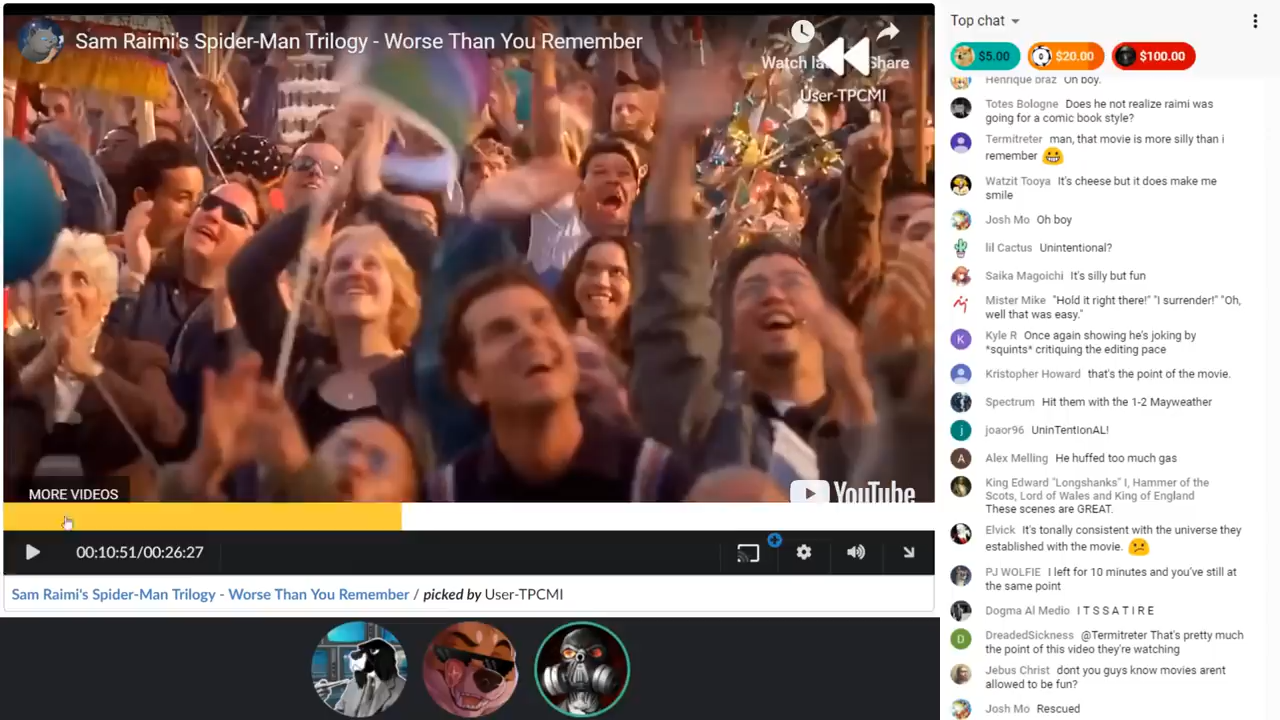 Sam Raimi's Spider-Man Trilogy - Worse Than You Remember
Share
User-TPCMI
MORE VIDEOS
YouTube
00:10:51/00:26:27
Sam Raimi's Spider-Man Trilogy - Worse Than You Remember / picked by User-TPCMI
Top chat
$5.00
$20.00
$100.00
Henrique braz Oh boy.
Totes Bologne Does he not realize raimi was
going for a comic book style?
Termitreter man, that movie is more silly than i
remember
Watzit Tooya It's cheese but it does make me
smile
Josh Mo Oh boy
lil Cactus Unintentional?
Saika Magoichi It's silly but fun
Mister Mike "Hold it right there!" "I surrender!" "Oh,
well that was easy."
Kyle R Once again showing he's joking by
*squints* critiquing the editing pace
Kristopher Howard that's the point of the movie.
Spectrum Hit them with the 1-2 Mayweather
joaor96 UninTentIonAL!
Alex Melling He huffed too much gas
King Edward "Longshanks" I, Hammer of the
Scots, Lord of Wales and King of England
These scenes are GREAT.
Elvick It's tonally consistent with the universe they
established with the movie.
PJ WOLFIE I left for 10 minutes and you've still at
the same point
Dogma Al Medio I T S S A T I R E
DreadedSickness @Termitreter That's pretty much
the point of this video they're watching
Jebus Christ dont you guys know movies arent
allowed to be fun?
Josh Mo Rescued